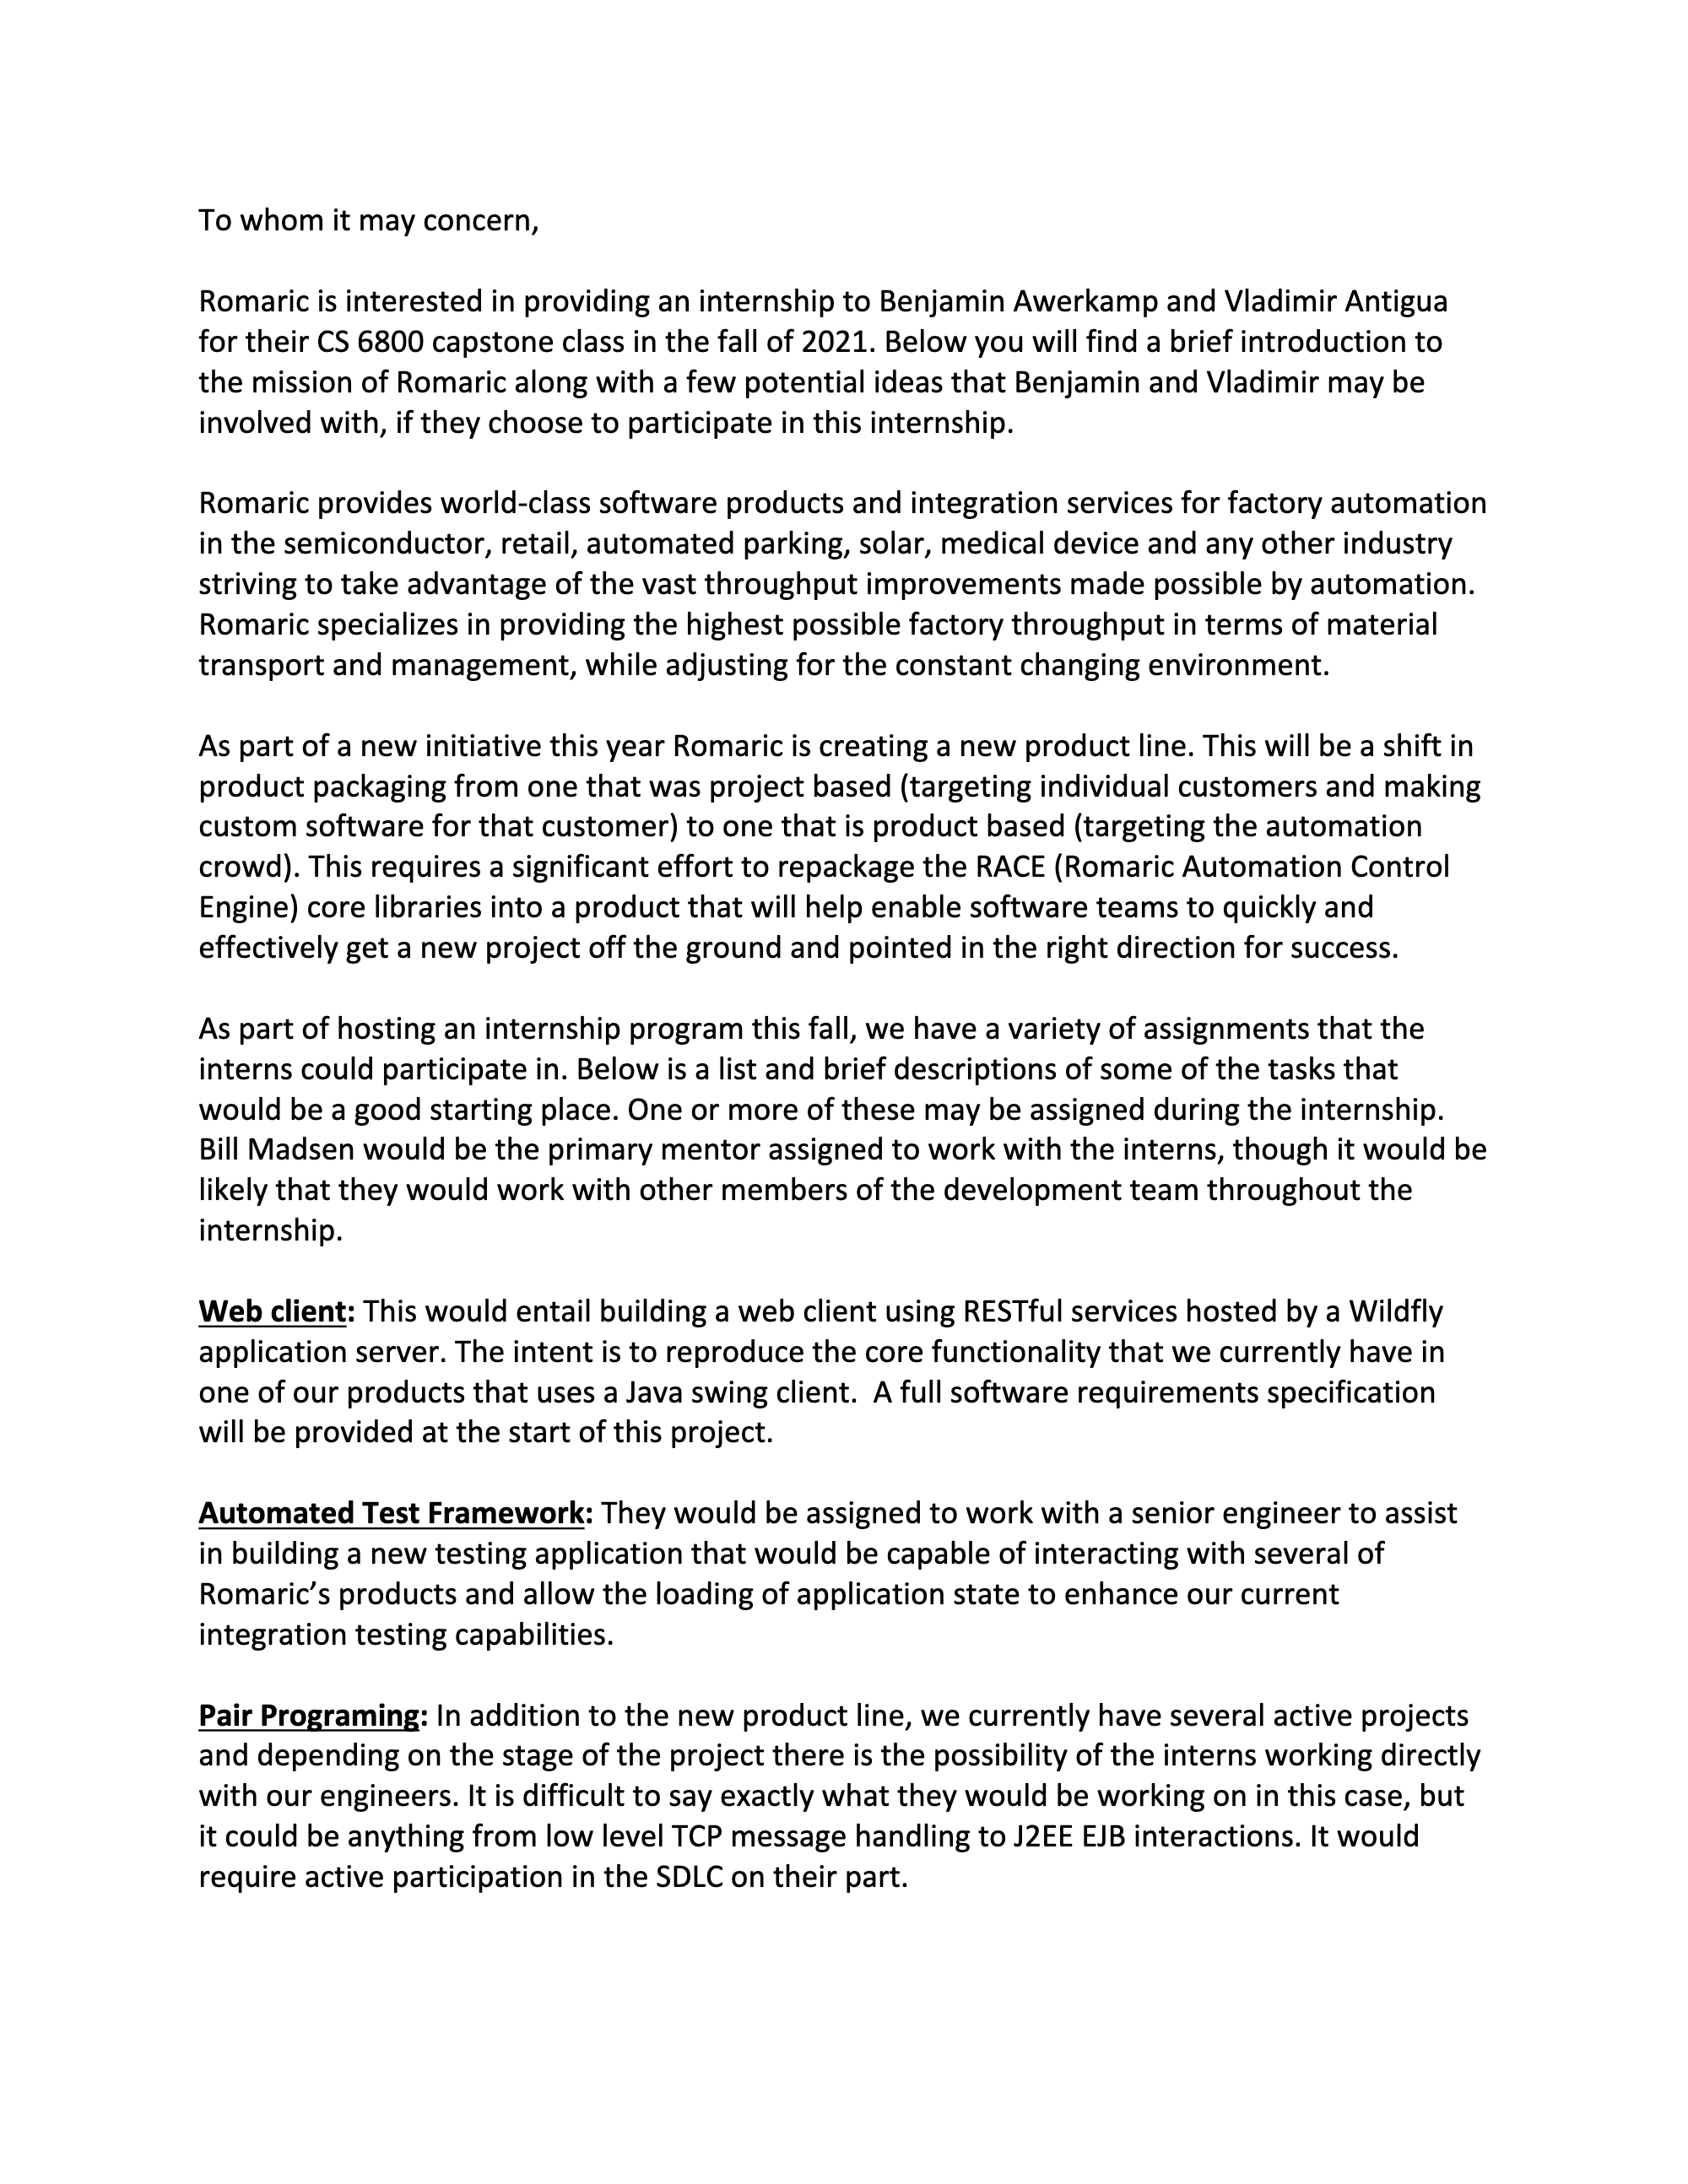 To whom it may concern,
Romaric is interested in providing an internship to Benjamin Awerkamp and Vladimir Antigua
for their CS 6800 capstone class in the fall of 2021. Below you will find a brief introduction to
the mission of Romaric along with a few potential ideas that Benjamin and Vladimir may be
involved with, if they choose to participate in this internship.
Romaric provides world-class software products and integration services for factory automation
in the semiconductor, retail, automated parking, solar, medical device and any other industry
striving to take advantage of the vast throughput improvements made possible by automation.
Romaric specializes in providing the highest possible factory throughput in terms of material
transport and management, while adjusting for the constant changing environment.
As part of a new initiative this year Romaric is creating a new product line. This will be a shift in
product packaging from one that was project based (targeting individual customers and making
custom software for that customer) to one that is product based (targeting the automation
crowd). This requires a significant effort to repackage the RACE (Romaric Automation Control
Engine) core libraries into a product that will help enable software teams to quickly and
effectively get a new project off the ground and pointed in the right direction for success.
As part of hosting an internship program this fall, we have a variety of assignments that the
interns could participate in. Below is a list and brief descriptions of some of the tasks that
would be a good starting place. One or more of these may be assigned during the internship.
Bill Madsen would be the primary mentor assigned to work with the interns, though it would be
likely that they would work with other members of the development team throughout the
internship.
Web client: This would entail building a web client using RESTful services hosted by a Wildfly
application server. The intent is to reproduce the core functionality that we currently have in
one of our products that uses a Java swing client.  A full software requirements specification
will be provided at the start of this project.
Automated Test Framework: They would be assigned to work with a senior engineer to assist
in building a new testing application that would be capable of interacting with several of
Romaric’s products and allow the loading of application state to enhance our current
integration testing capabilities.
Pair Programing: In addition to the new product line, we currently have several active projects
and depending on the stage of the project there is the possibility of the interns working directly
with our engineers. It is difficult to say exactly what they would be working on in this case, but
it could be anything from low level TCP message handling to J2EE EJB interactions. It would
require active participation in the SDLC on their part.